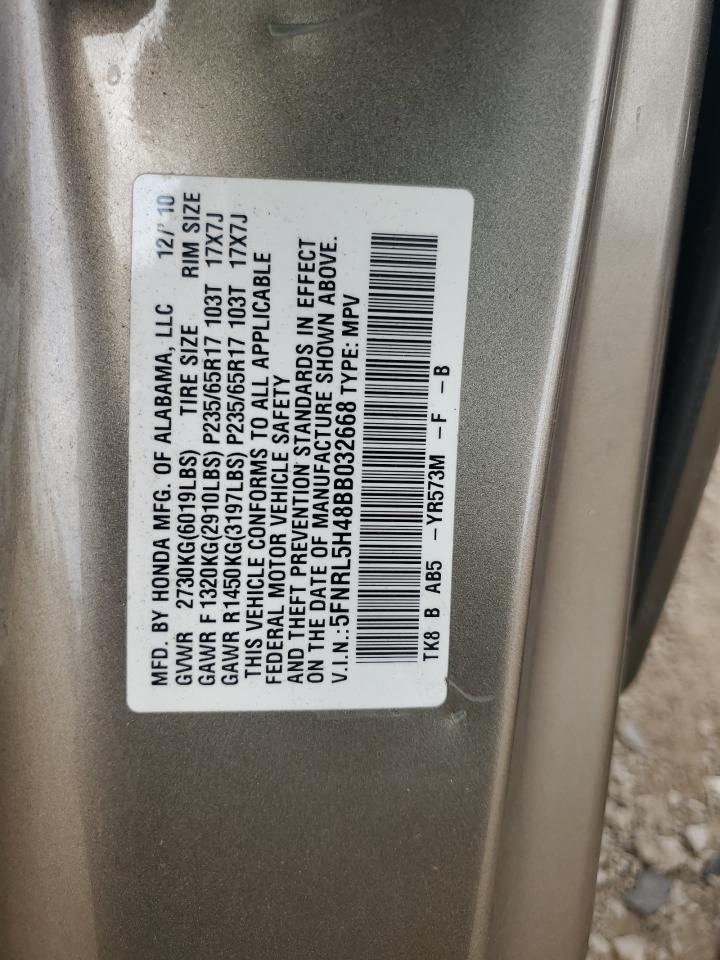 MFD. BY HONDA MFG. OF ALABAMA, LLC 12/'10
GVWR 2730KG(6019LBS) TIRE SIZE RIM SIZE
GAWR F 1320KG(2910LBS) P235/65R17 103T 17X7J
GAWR R1450KG(3197LBS) P235/65R17 103T 17X7J
THIS VEHICLE CONFORMS TO ALL APPLICABLE
FEDERAL MOTOR VEHICLE SAFETY
AND THEFT PREVENTION STANDARDS IN EFFECT
ON THE DATE OF MANUFACTURE SHOWN ABOVE.
V.I.N.:5FNRL5H48BB032668 TYPE: MPV
TK8 B AB5 -YR573M -F -B